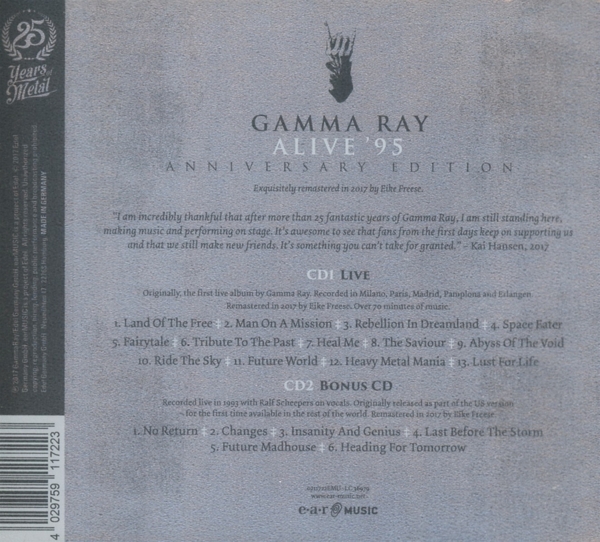 25
Years of
Metal
MADE IN GERMANY
4 029759 117223
GAMMA RAY
ALIVE '95
ANNIVERSARY EDITION
Exquisitely remastered in 2017 by Eike Freese.
"I am incredibly thankful that after more than 25 fantastic years of Gamma Ray, I am still standing here,
making music and performing on stage. It's awesome to see that fans from the first days keep on supporting us
and that we still make new friends. It's something you can't take for granted." – Kai Hansen, 2017
CD1 LIVE
Originally, the first live album by Gamma Ray. Recorded in Milano, Paris, Madrid, Pamplona and Erlangen.
Remastered in 2017 by Eike Freese. Over 70 minutes of music.
1. Land Of The Free ‡ 2. Man On A Mission ‡ 3. Rebellion In Dreamland ‡ 4. Space Eater
5. Fairytale ‡ 6. Tribute To The Past ‡ 7. Heal Me ‡ 8. The Saviour ‡ 9. Abyss Of The Void
10. Ride The Sky ‡ 11. Future World ‡ 12. Heavy Metal Mania ‡ 13. Lust For Life
CD2 BONUS CD
Recorded live in 1993 with Ralf Scheepers on vocals. Originally released as part of the US version
– for the first time available in the rest of the world. Remastered in 2017 by Eike Freese
1. No Return ‡ 2. Changes ‡ 3. Insanity And Genius ‡ 4. Last Before The Storm
5. Future Madhouse ‡ 6. Heading For Tomorrow
www.ear-music.net
e·a·r MUSIC